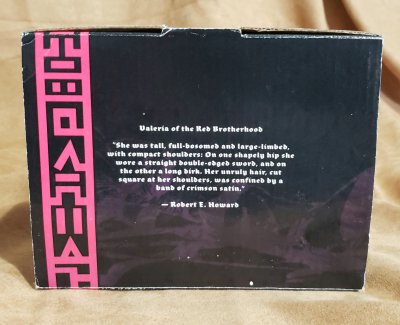 Valeria of the Red Brotherhood
"She was tall, full-bosomed and large-limbed,
with compact shoulders: On one shapely hip she
wore a straight double-edged sword, and on
the other a long dirk. Her unruly hair, cut
square at her shoulders, was confined by a
band of crimson satin."
— Robert E. Howard